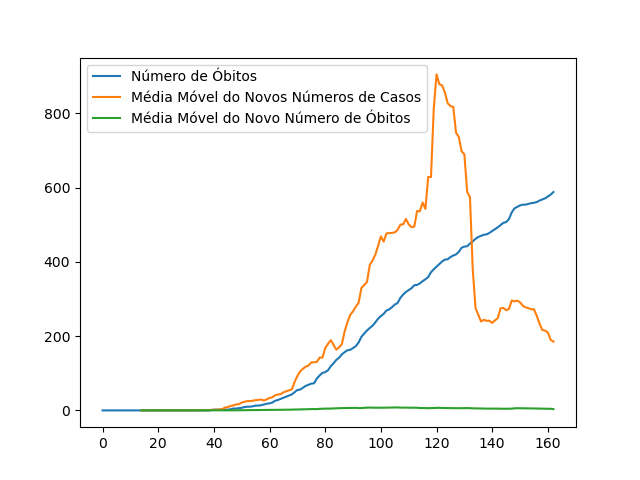 Número de Óbitos
Média Móvel do Novos Números de Casos
Média Móvel do Novo Número de Óbitos
800
600
400
200
0
0 20 40 60 80 100 120 140 160